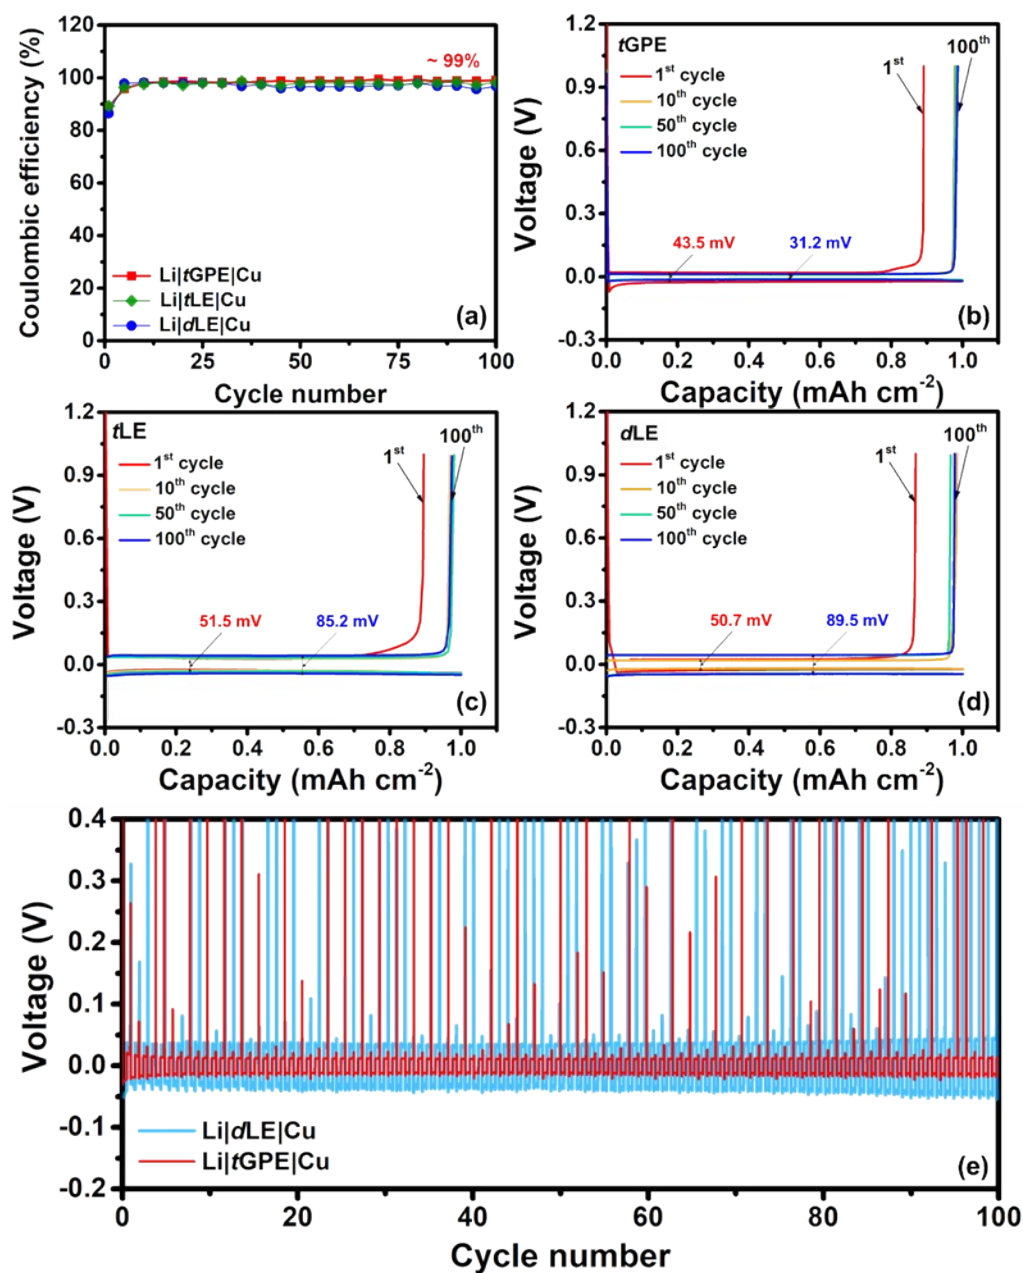 Coulombic efficiency (%)
120
100
80
60
40
20
0
~ 99%
Li|tGPE|Cu
Li|tLE|Cu
Li|dLE|Cu
(a)
0 25 50 75 100
Cycle number
Voltage (V)
1.2
0.9
0.6
0.3
0.0
-0.3
tGPE
1st cycle
10th cycle
50th cycle
100th cycle
1st
100th
43.5 mV
31.2 mV
(b)
0.0 0.2 0.4 0.6 0.8 1.0
Capacity (mAh cm-2)
Voltage (V)
1.2
0.9
0.6
0.3
0.0
-0.3
tLE
1st cycle
10th cycle
50th cycle
100th cycle
1st
100th
51.5 mV
85.2 mV
(c)
0.0 0.2 0.4 0.6 0.8 1.0
Capacity (mAh cm-2)
Voltage (V)
1.2
0.9
0.6
0.3
0.0
-0.3
dLE
1st cycle
10th cycle
50th cycle
100th cycle
1st
100th
50.7 mV
89.5 mV
(d)
0.0 0.2 0.4 0.6 0.8 1.0
Capacity (mAh cm-2)
Voltage (V)
0.4
0.3
0.2
0.1
0.0
-0.1
-0.2
Li|dLE|Cu
Li|tGPE|Cu
(e)
0 20 40 60 80 100
Cycle number